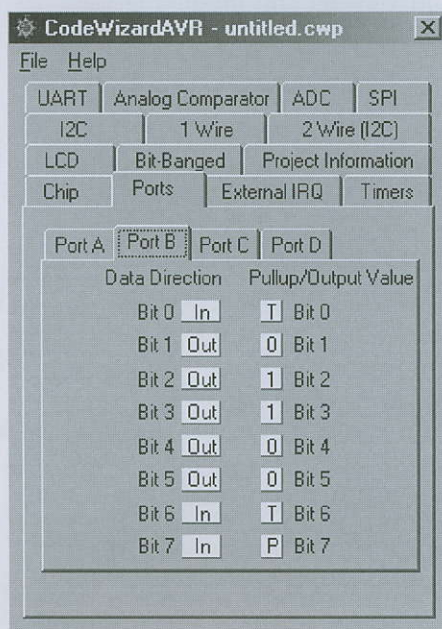 CodeWizardAVR - untitled.cwp
File Help
UART Analog Comparator ADC SPI
I2C 1 Wire 2 Wire (I2C)
LCD Bit-Banged Project Information
Chip Ports External IRQ Timers
Port A Port B Port C Port D
Data Direction Pullup/Output Value
Bit 0 In T Bit 0
Bit 1 Out 0 Bit 1
Bit 2 Out 1 Bit 2
Bit 3 Out 1 Bit 3
Bit 4 Out 0 Bit 4
Bit 5 Out 0 Bit 5
Bit 6 In T Bit 6
Bit 7 In P Bit 7